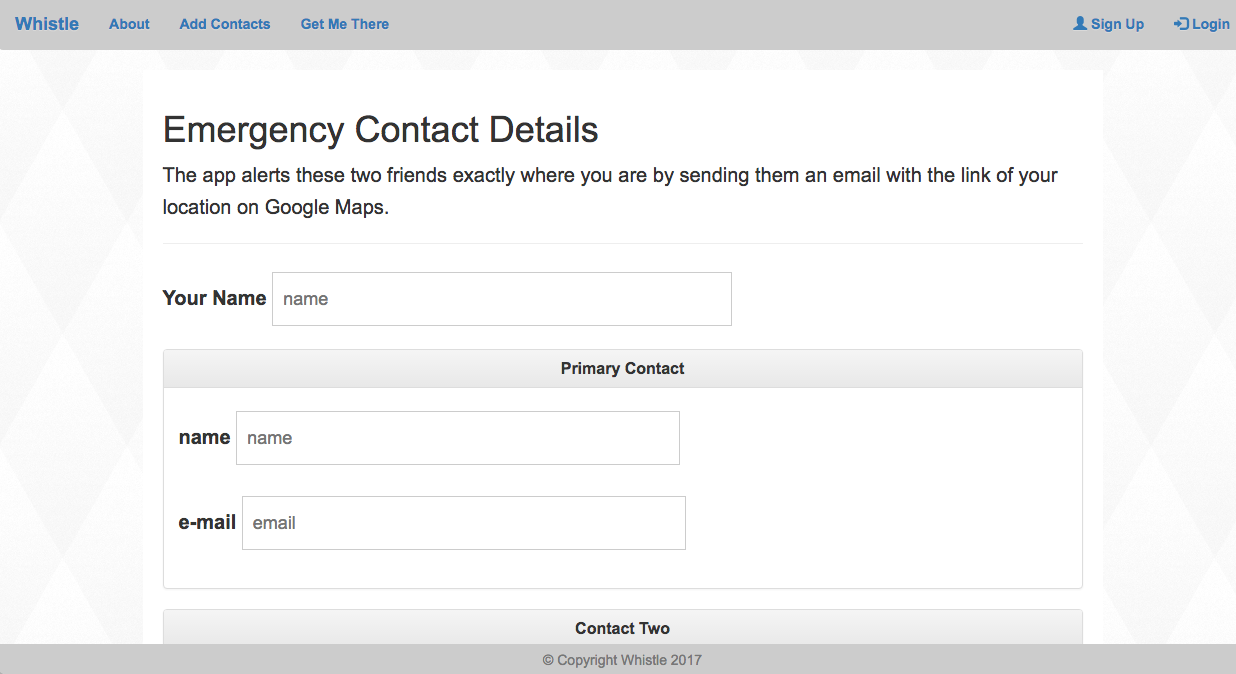 Whistle About Add Contacts Get Me There Sign Up Login
Emergency Contact Details
The app alerts these two friends exactly where you are by sending them an email with the link of your
location on Google Maps.
Your Name name
Primary Contact
name name
e-mail email
Contact Two
© Copyright Whistle 2017